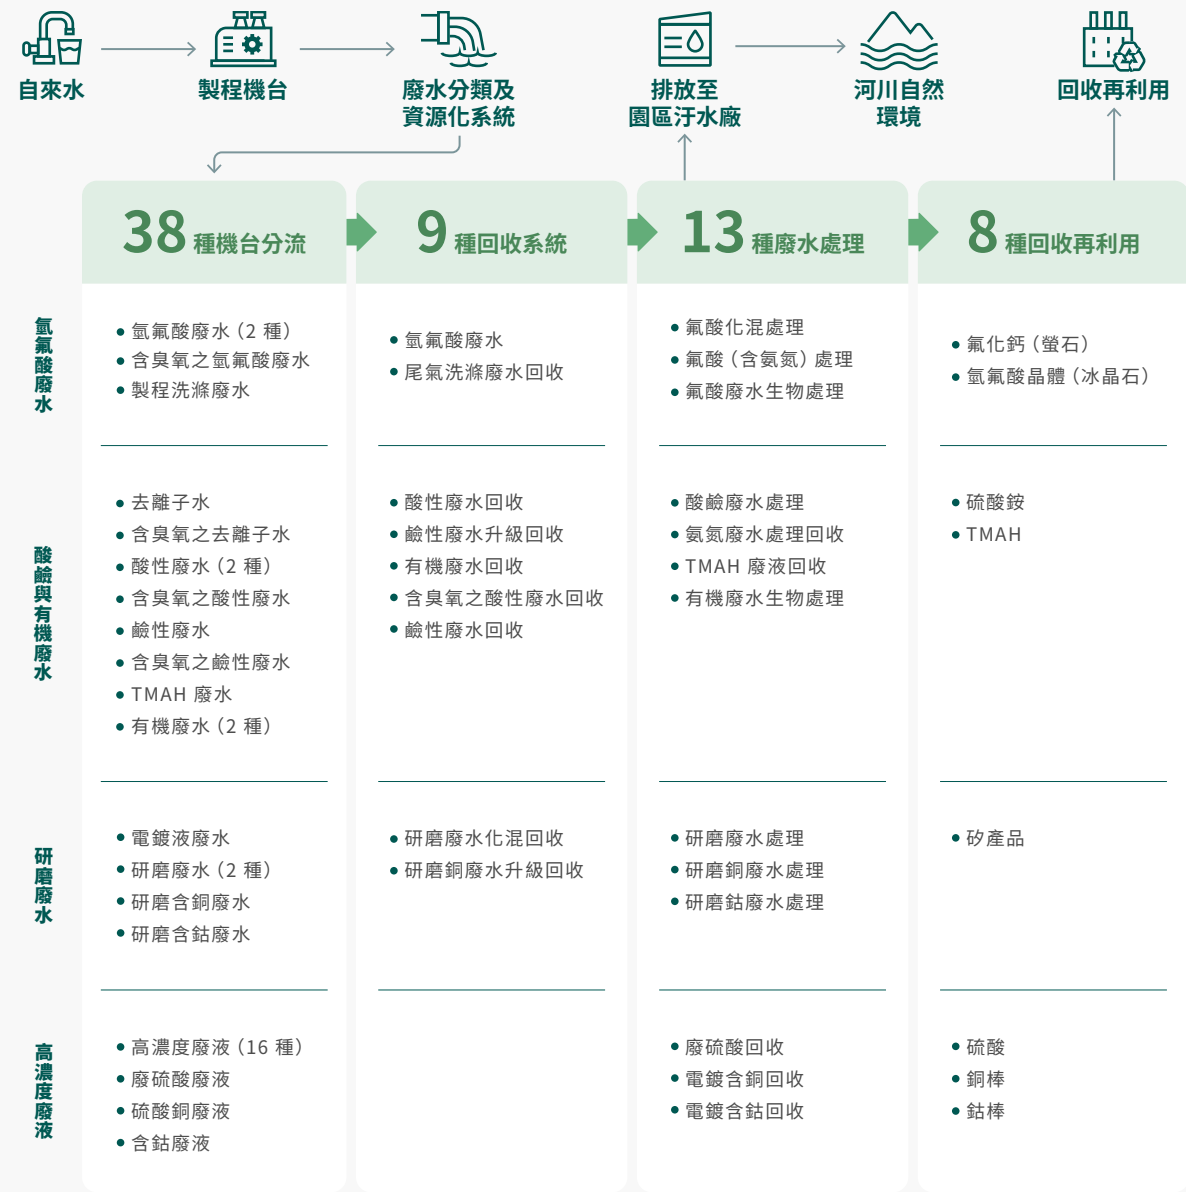 自來水
製程機台
廢水分類及
資源化系統
排放至
園區汙水廠
河川自然
環境
回收再利用
38 種機台分流
9 種回收系統
13 種廢水處理
8 種回收再利用
氫氟酸廢水
氫氟酸廢水（2 種）
含臭氧之氫氟酸廢水
製程洗滌廢水
氫氟酸廢水
尾氣洗滌廢水回收
氟酸化混處理
氟酸（含氨氮）處理
氟酸廢水生物處理
氟化鈣（螢石）
氫氟酸晶體（冰晶石）
酸鹼與有機廢水
去離子水
含臭氧之去離子水
酸性廢水（2 種）
含臭氧之酸性廢水
鹼性廢水
含臭氧之鹼性廢水
TMAH 廢水
有機廢水（2 種）
酸性廢水回收
鹼性廢水升級回收
有機廢水回收
含臭氧之酸性廢水回收
鹼性廢水回收
酸鹼廢水處理
氨氮廢水處理回收
TMAH 廢液回收
有機廢水生物處理
硫酸銨
TMAH
研磨廢水
電鍍液廢水
研磨廢水（2 種）
研磨含銅廢水
研磨含鈷廢水
研磨廢水化混回收
研磨銅廢水升級回收
研磨廢水處理
研磨銅廢水處理
研磨鈷廢水處理
矽產品
高濃度廢液
高濃度廢液（16 種）
廢硫酸廢液
硫酸銅廢液
含鈷廢液
廢硫酸回收
電鍍含銅回收
電鍍含鈷回收
硫酸
銅棒
鈷棒